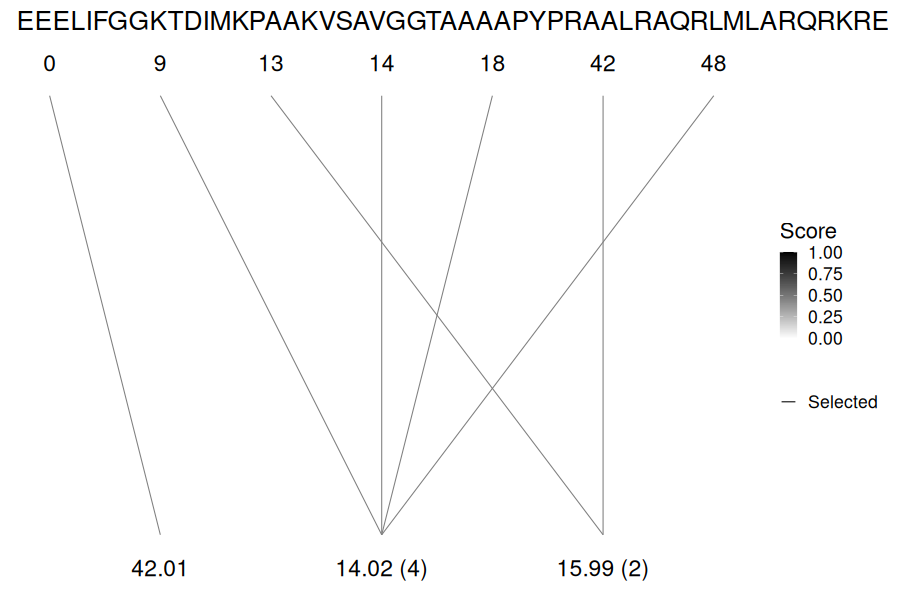 EEELIFGGKTDIMKPAAKVSAVGGTAAAAPYPRAALRAQRLMLARQRKRE
0 9 13 14 18 42 48
Score
1.00
0.75
0.50
0.25
0.00
Selected
42.01 14.02 (4) 15.99 (2)